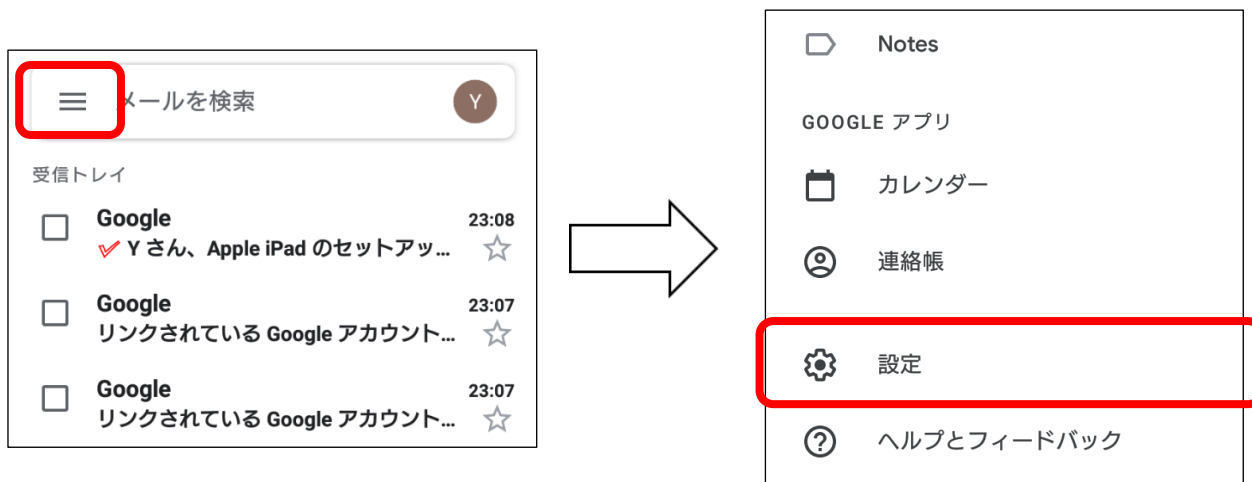 メールを検索
Y
受信トレイ
Google 23:08
Y さん、Apple iPad のセットアッ...
Google 23:07
リンクされている Google アカウント...
Google 23:07
リンクされている Google アカウント...
Notes
GOOGLE アプリ
カレンダー
連絡帳
設定
ヘルプとフィードバック